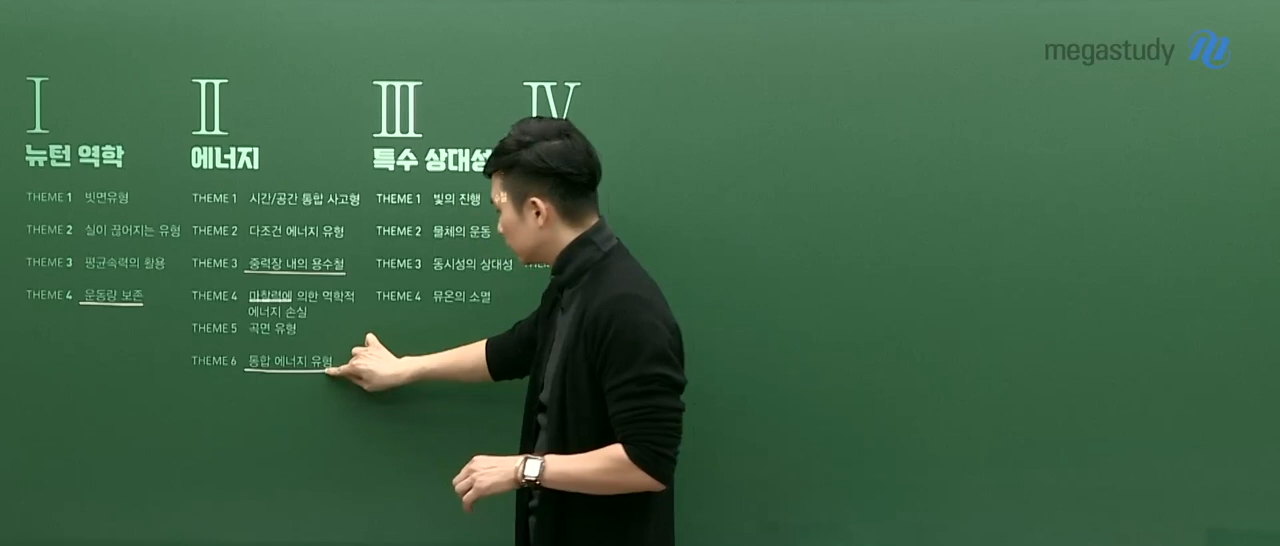 megastudy
I
뉴턴 역학
THEME 1 빗면유형
THEME 2 실이 끊어지는 유형
THEME 3 평균속력의 활용
THEME 4 운동량 보존
II
에너지
THEME 1 시간/공간 통합 사고형
THEME 2 다조건 에너지 유형
THEME 3 중력장 내의 용수철
THEME 4 마찰력에 의한 역학적
에너지 손실
THEME 5 곡면 유형
THEME 6 통합 에너지 유형
III
특수 상대성
THEME 1 빛의 진행
THEME 2 물체의 운동
THEME 3 동시성의 상대성
THEME 4 뮤온의 소멸
IV